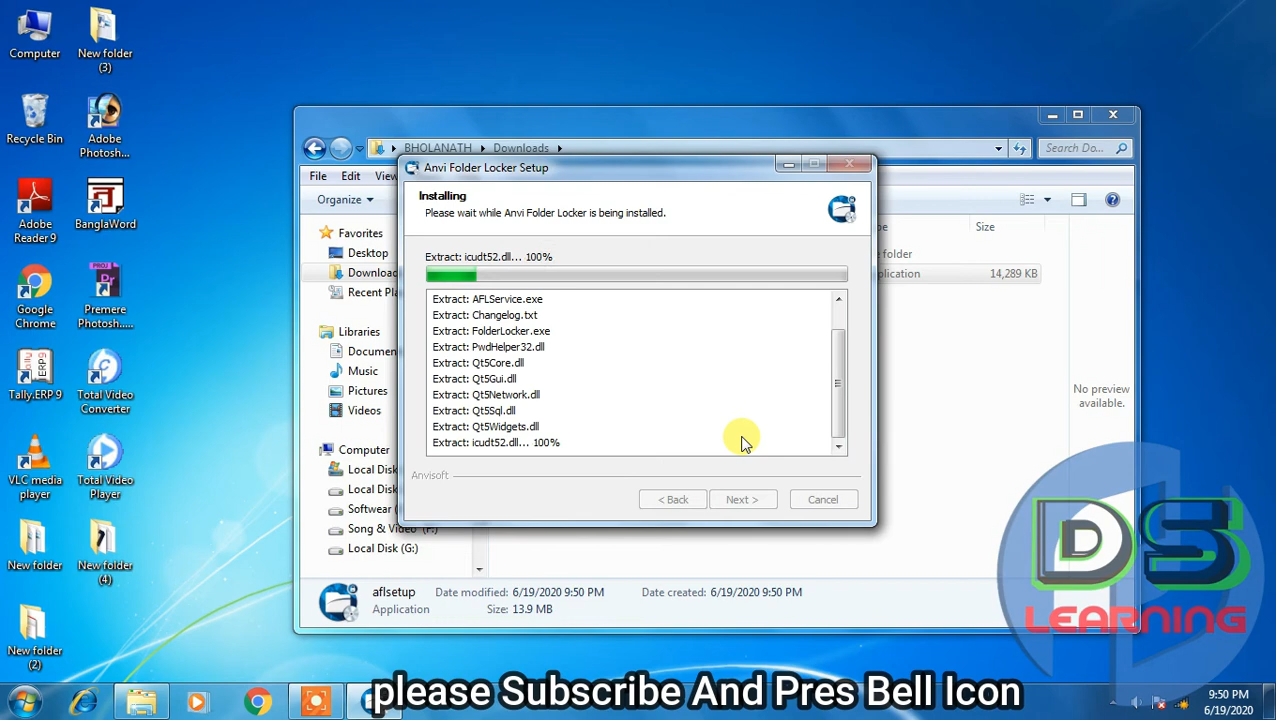 Computer
New folder
(3)
Recycle Bin
Adobe
Photosh...
Adobe
Reader 9
BanglaWord
Google
Chrome
Premere
Photosh.....
Tally.ERP 9
Total Video
Converter
VLC media
player
Total Video
Player
New folder
New folder
(4)
New folder
(2)
BHOLANATH
Downloads
Search Do...
File
Edit
View
Organize
Favorites
Desktop
Downloa
Recent Pl
Libraries
Documen
Music
Pictures
Videos
Computer
Local Disk
Local Disk
Softwear (
Song & Video (F:)
Local Disk (G:)
Size
e folder
plication
14,289 KB
No preview
available.
Anvi Folder Locker Setup
Installing
Please wait while Anvi Folder Locker is being installed.
Extract: icudt52.dll... 100%
Extract: AFLService.exe
Extract: Changelog.txt
Extract: FolderLocker.exe
Extract: PwdHelper32.dll
Extract: Qt5Core.dll
Extract: Qt5Gui.dll
Extract: Qt5Network.dll
Extract: Qt5Sql.dll
Extract: Qt5Widgets.dll
Extract: icudt52.dll... 100%
Anvisoft
< Back
Next >
Cancel
aflsetup
Date modified: 6/19/2020 9:50 PM
Date created: 6/19/2020 9:50 PM
Application
Size: 13.9 MB
DS
LEARNING
please Subscribe And Pres Bell Icon
9:50 PM
6/19/2020